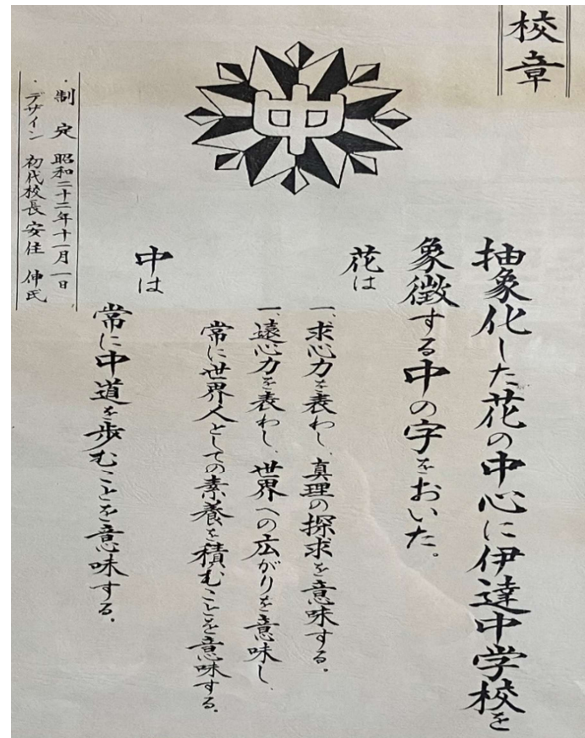 校章
中
抽象化した花の中心に伊達中学校を
象徴する中の字をおいた。
花は
一、求心力を表わし、真理の探求を意味する。
一、遠心力を表わし、世界への広がりを意味し、
常に世界人としての素養を積むことを意味する。
中は
常に中道を歩むことを意味する。
・制定 昭和二十二年十一月一日
・デザイン 初代校長 安住 伸氏